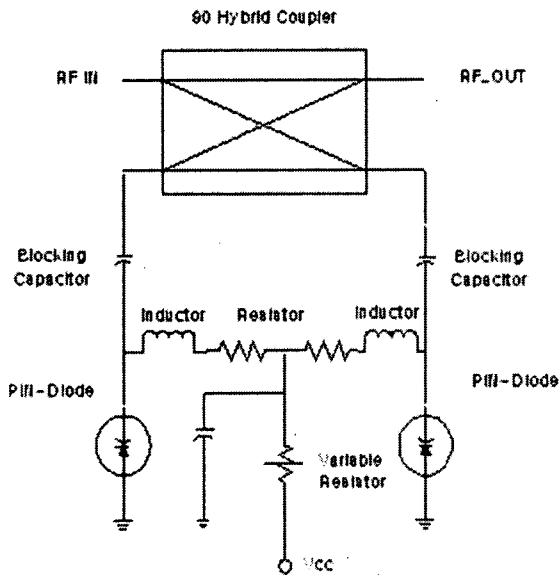 90 Hybrid Coupler
RF IN
RF_OUT
Blocking
Capacitor
Blocking
Capacitor
Inductor
Resistor
Inductor
PIN-Diode
PIN-Diode
Variable
Resistor
VCC